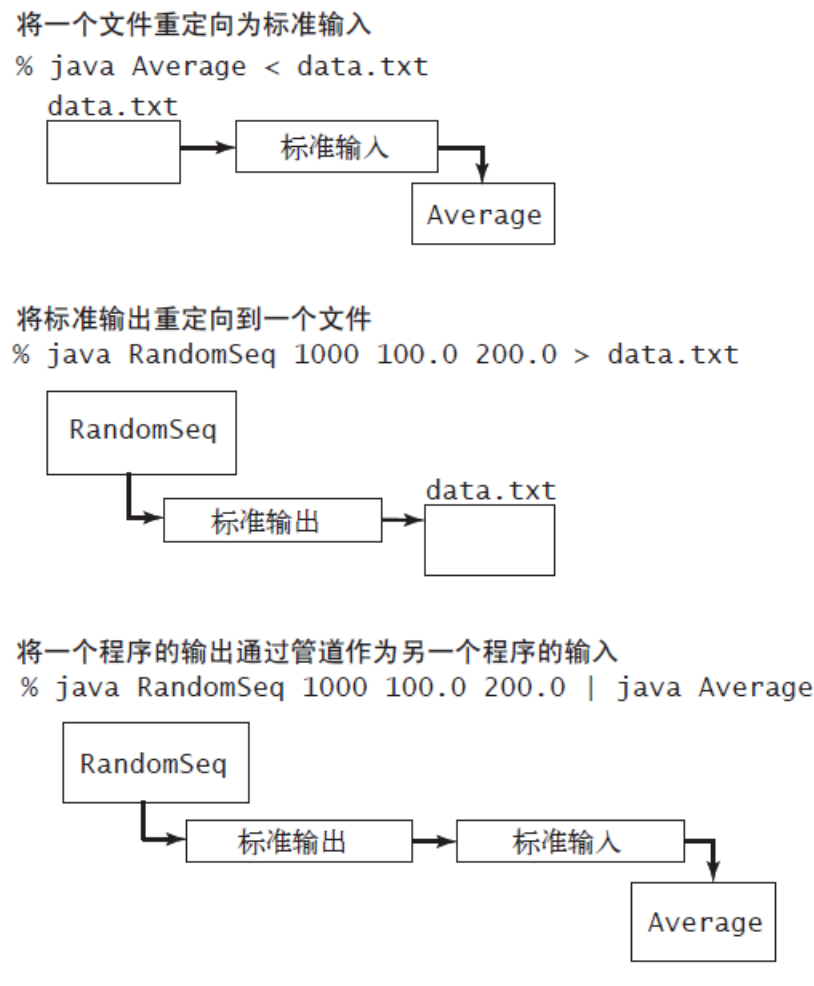 将一个文件重定向为标准输入
% java Average < data.txt
data.txt
标准输入
Average
将标准输出重定向到一个文件
% java RandomSeq 1000 100.0 200.0 > data.txt
RandomSeq
data.txt
标准输出
将一个程序的输出通过管道作为另一个程序的输入
% java RandomSeq 1000 100.0 200.0 | java Average
RandomSeq
标准输出
标准输入
Average